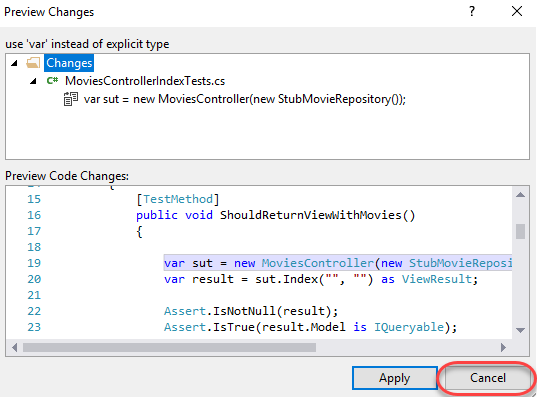 Preview Changes
use 'var' instead of explicit type
Changes
C# MoviesControllerIndexTests.cs
var sut = new MoviesController(new StubMovieRepository());
Preview Code Changes:
{
15 [TestMethod]
16 public void ShouldReturnViewWithMovies()
17 {
18
19 var sut = new MoviesController(new StubMovieReposi
20 var result = sut.Index("", "") as ViewResult;
21
22 Assert.IsNotNull(result);
23 Assert.IsTrue(result.Model is IQueryable);
Apply
Cancel